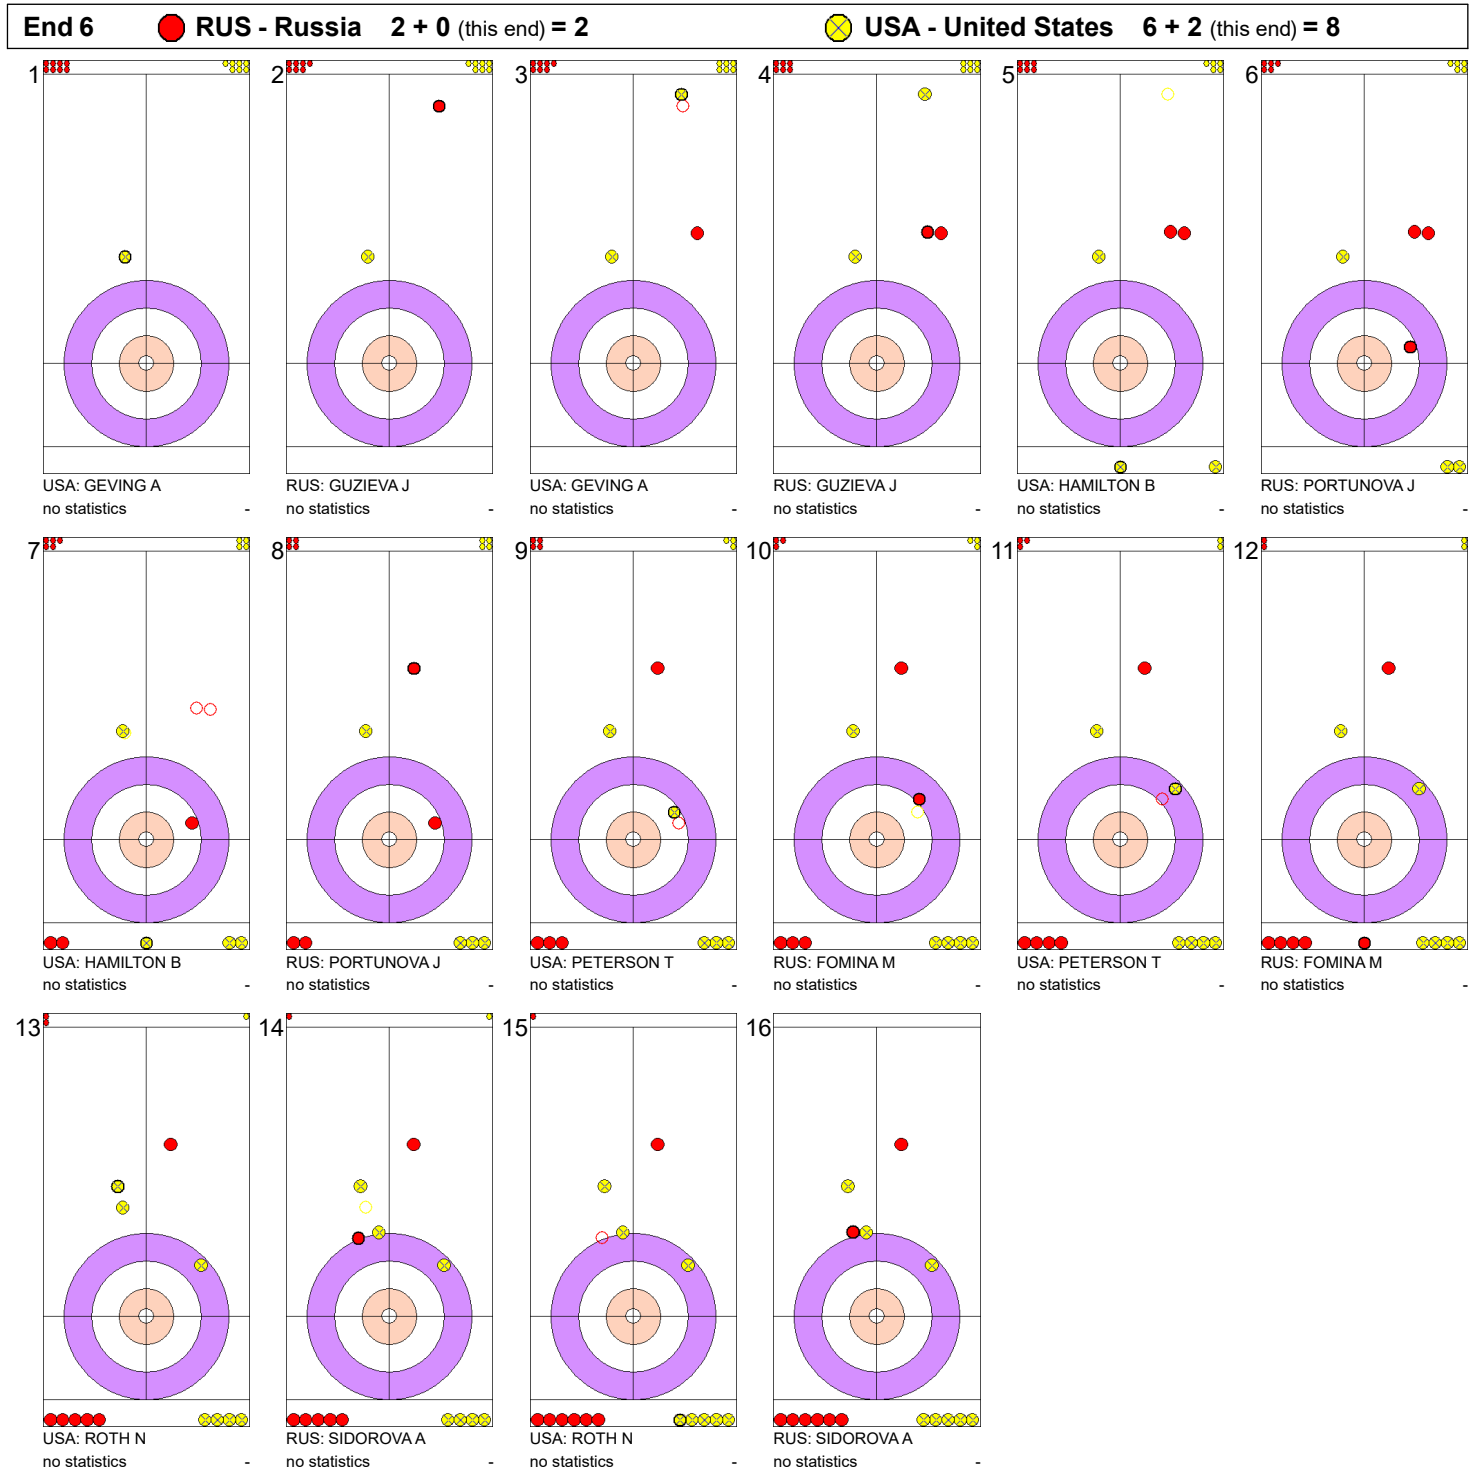 End 6 RUS - Russia 2 + 0 (this end) = 2 USA - United States 6 + 2 (this end) = 8
1 2 3 4 5 6
USA: GEVING A RUS: GUZIEVA J USA: GEVING A RUS: GUZIEVA J USA: HAMILTON B RUS: PORTUNOVA J
no statistics - no statistics - no statistics - no statistics - no statistics - no statistics -
7 8 9 10 11 12
USA: HAMILTON B RUS: PORTUNOVA J USA: PETERSON T RUS: FOMINA M USA: PETERSON T RUS: FOMINA M
no statistics - no statistics - no statistics - no statistics - no statistics - no statistics -
13 14 15 16
USA: ROTH N RUS: SIDOROVA A USA: ROTH N RUS: SIDOROVA A
no statistics - no statistics - no statistics - no statistics -